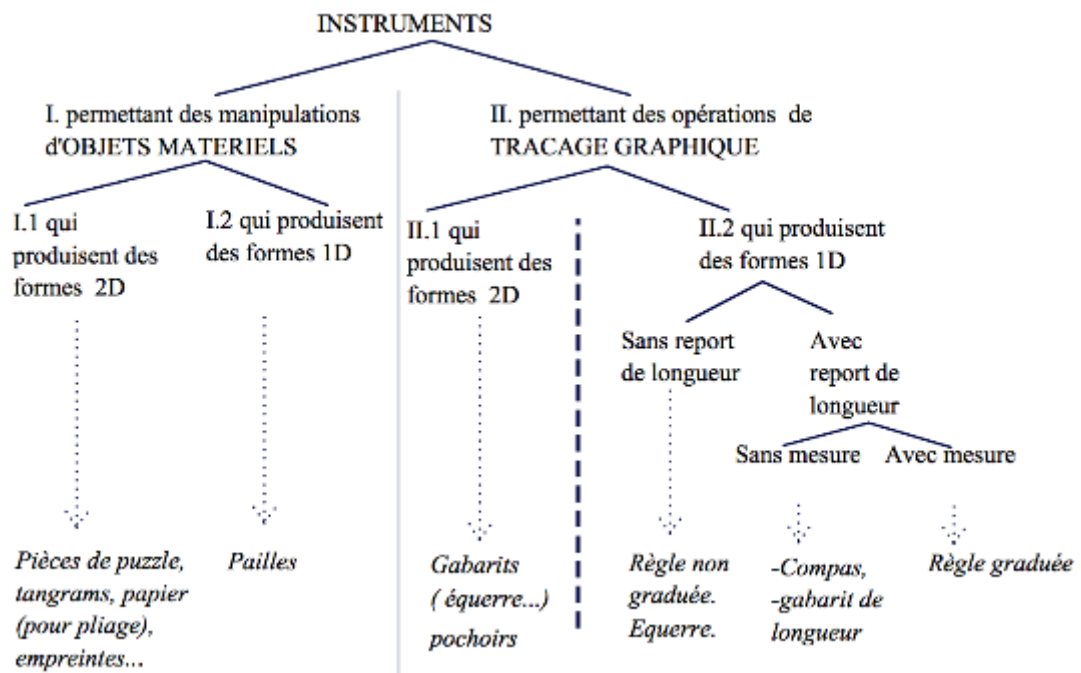 INSTRUMENTS
I. permettant des manipulations
d'OBJETS MATERIELS
II. permettant des opérations de
TRACAGE GRAPHIQUE
I.1 qui
produisent des
formes 2D
I.2 qui produisent
des formes 1D
II.1 qui
produisent des
formes 2D
II.2 qui produisent
des formes 1D
Sans report
de longueur
Avec
report de
longueur
Sans mesure
Avec mesure
Pièces de puzzle,
tangrams, papier
(pour pliage),
empreintes...
Pailles
Gabarits
( équerre...)
pochoirs
Règle non
graduée.
Equerre.
-Compas,
-gabarit de
longueur
Règle graduée